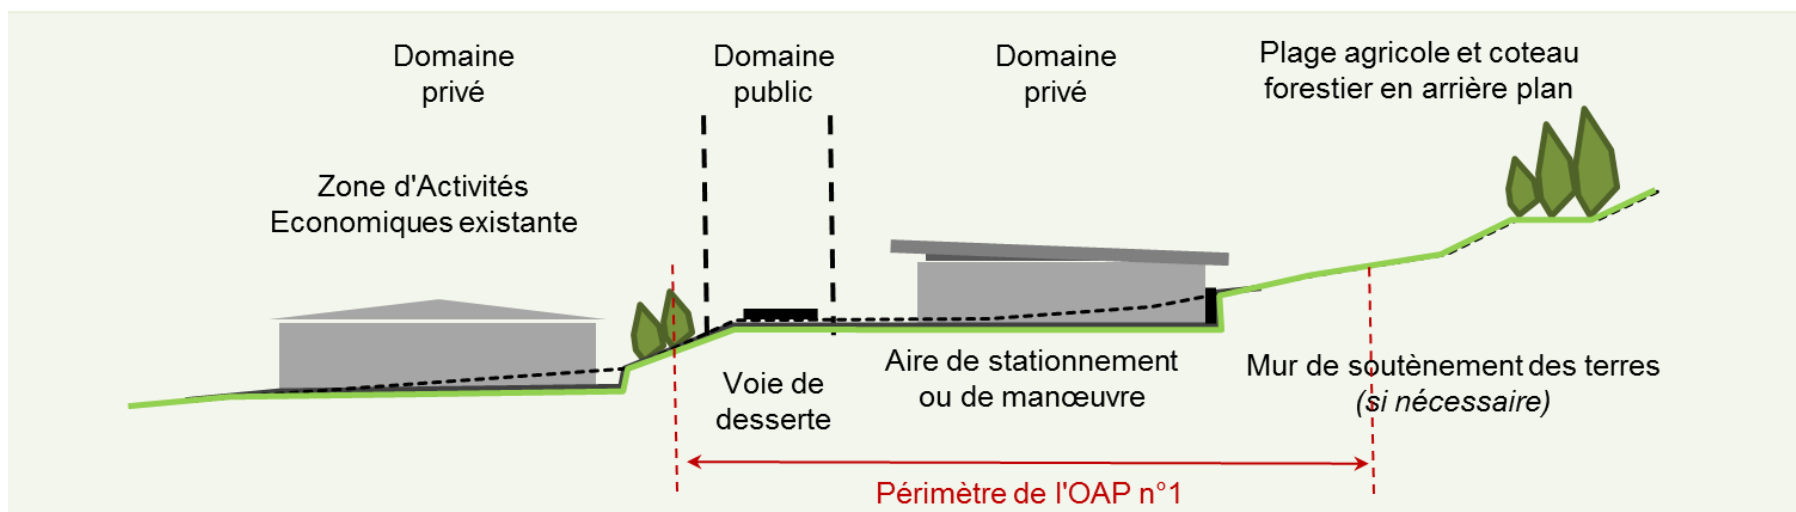 Domaine
privé
Domaine
public
Domaine
privé
Plage agricole et coteau
forestier en arrière plan
Zone d'Activités
Economiques existante
Voie de
desserte
Aire de stationnement
ou de manœuvre
Mur de soutènement des terres
(si nécessaire)
Périmètre de l'OAP n°1